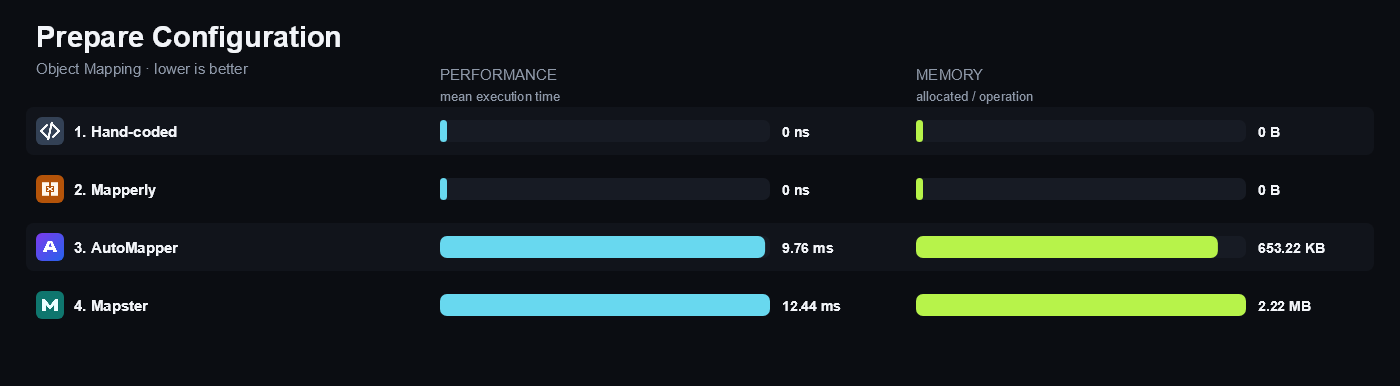 Prepare Configuration
Object Mapping · lower is better
PERFORMANCE
mean execution time
MEMORY
allocated / operation
1. Hand-coded 0 ns 0 B
2. Mapperly 0 ns 0 B
A 3. AutoMapper 9.76 ms 653.22 KB
M 4. Mapster 12.44 ms 2.22 MB